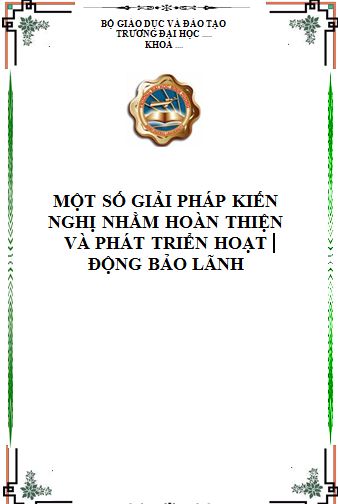 BỘ GIÁO DỤC VÀ ĐÀO TẠO
TRƯỜNG ĐẠI HỌC .....
KHOA .....
MỘT SỐ GIẢI PHÁP KIẾN
NGHỊ NHẰM HOÀN THIỆN
VÀ PHÁT TRIỂN HOẠT
ĐỘNG BẢO LÃNH